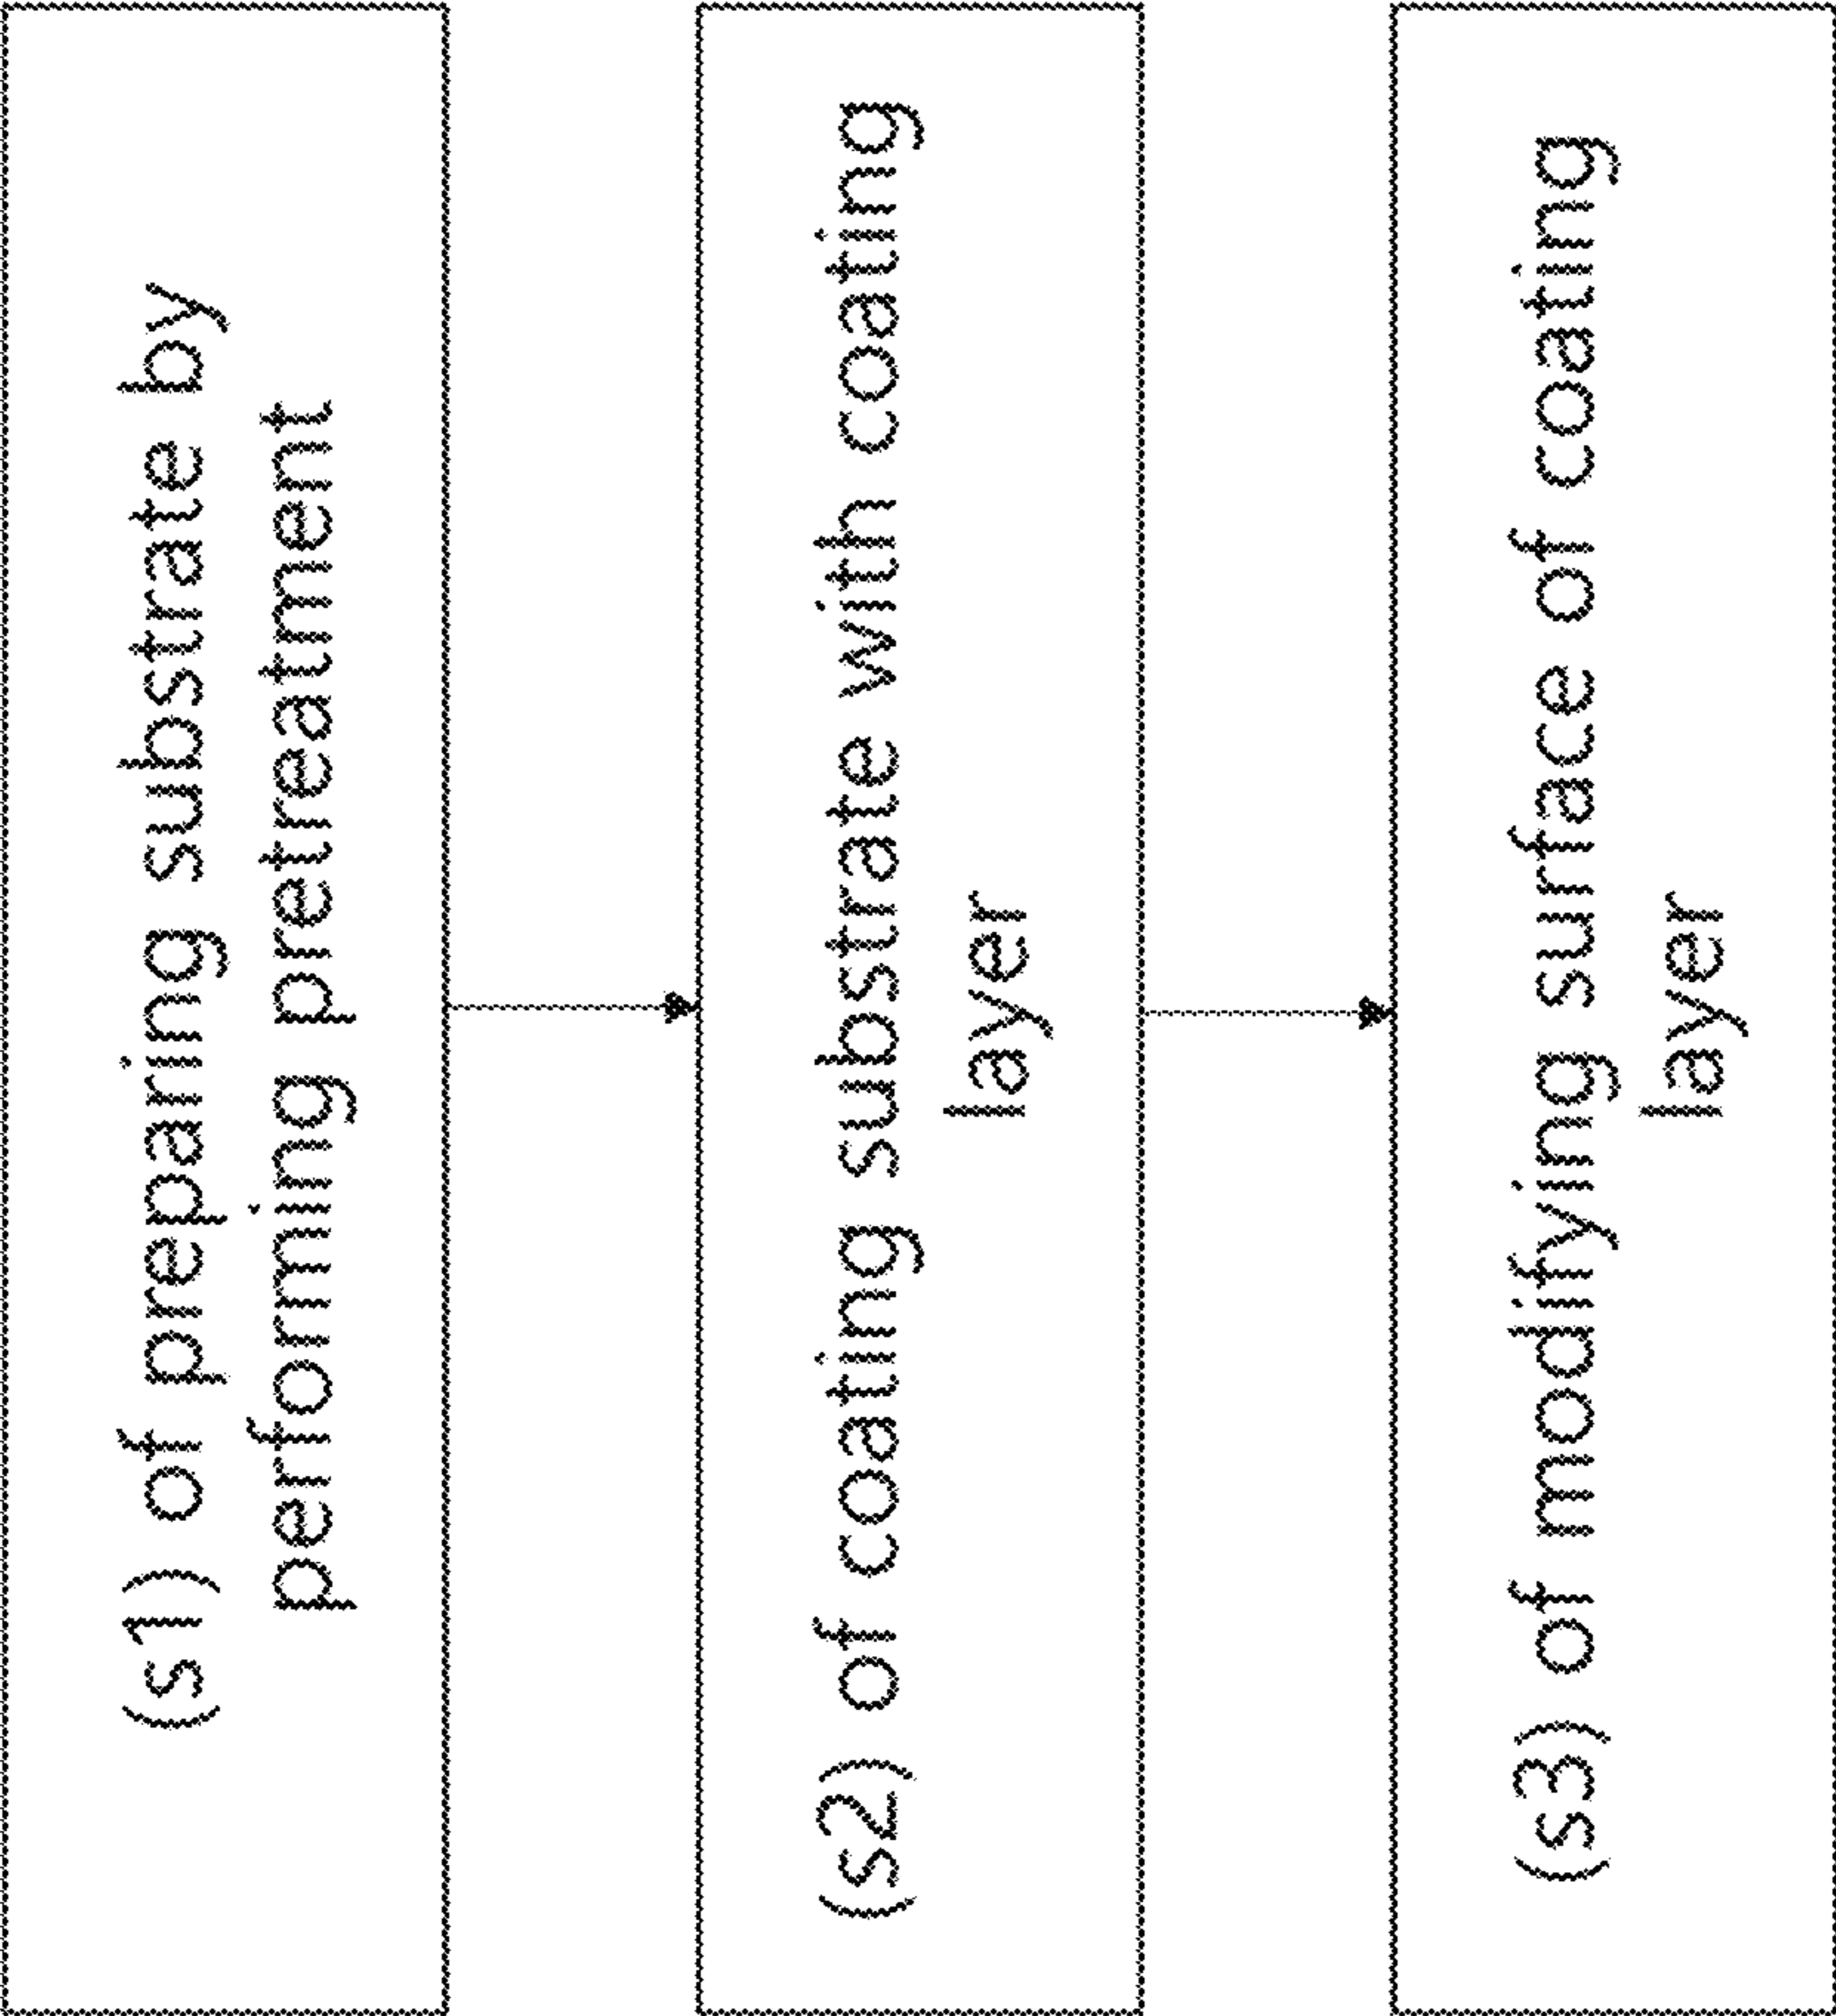 (s1) of preparing substrate by
performing pretreatment
(s2) of coating substrate with coating
layer
(s3) of modifying surface of coating
layer